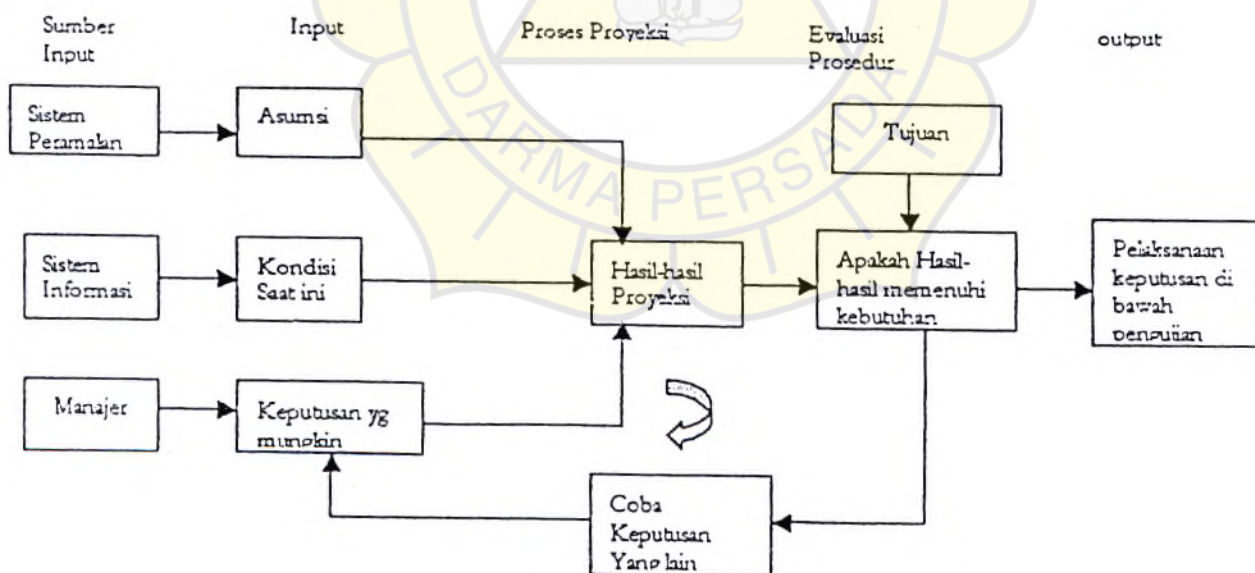 Sumber
Input
Input
Proses Proyeksi
Evaluasi
Prosedur
output
Sistem
Peramalan
Asumsi
Tujuan
DARMA PERSADA
Sistem
Informasi
Kondisi
Saat ini
Hasil-hasil
Proyeksi
Apakah Hasil-
hasil memenuhi
kebutuhan
Pelaksanaan
keputusan di
bawah
pengujian
Manajer
Keputusan yg
mungkin
Coba
Keputusan
Yang lain